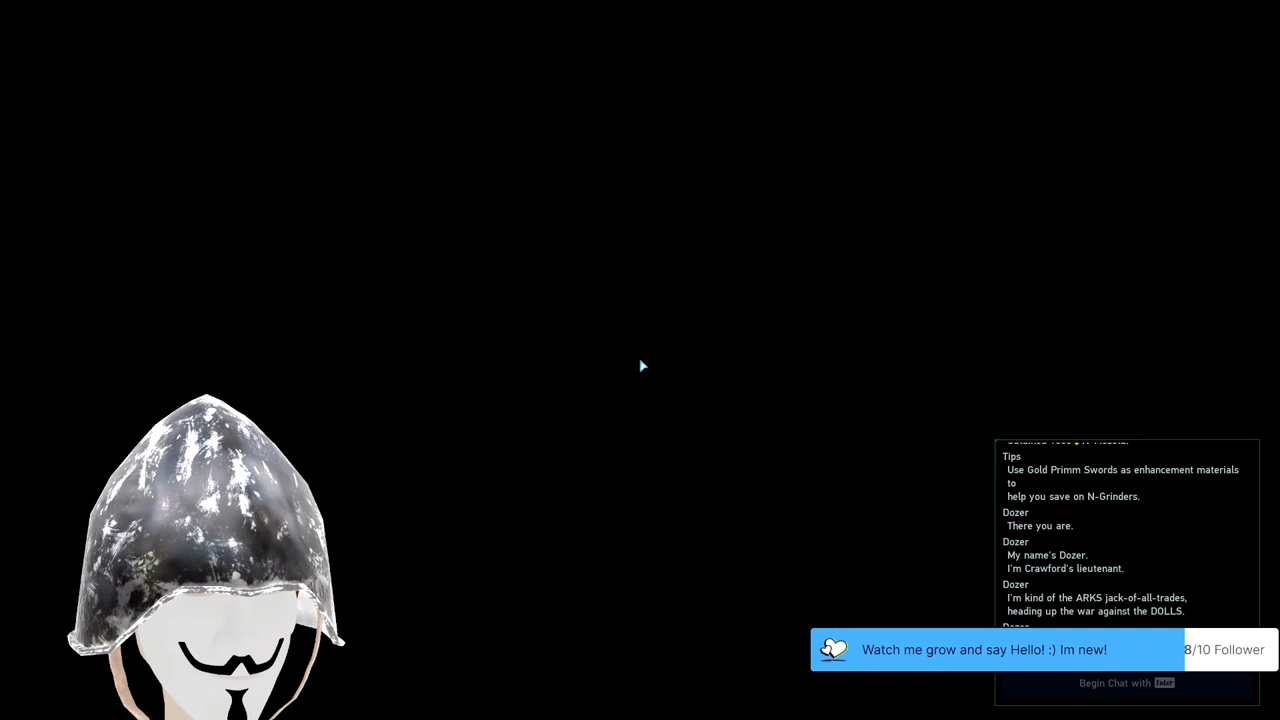 Tips
Use Gold Primm Swords as enhancement materials
to
help you save on N-Grinders.
Dozer
There you are.
Dozer
My name's Dozer.
I'm Crawford's lieutenant.
Dozer
I'm kind of the ARKS jack-of-all-trades,
heading up the war against the DOLLS.
Watch me grow and say Hello! :) Im new!
8/10 Follower
Begin Chat with Enter